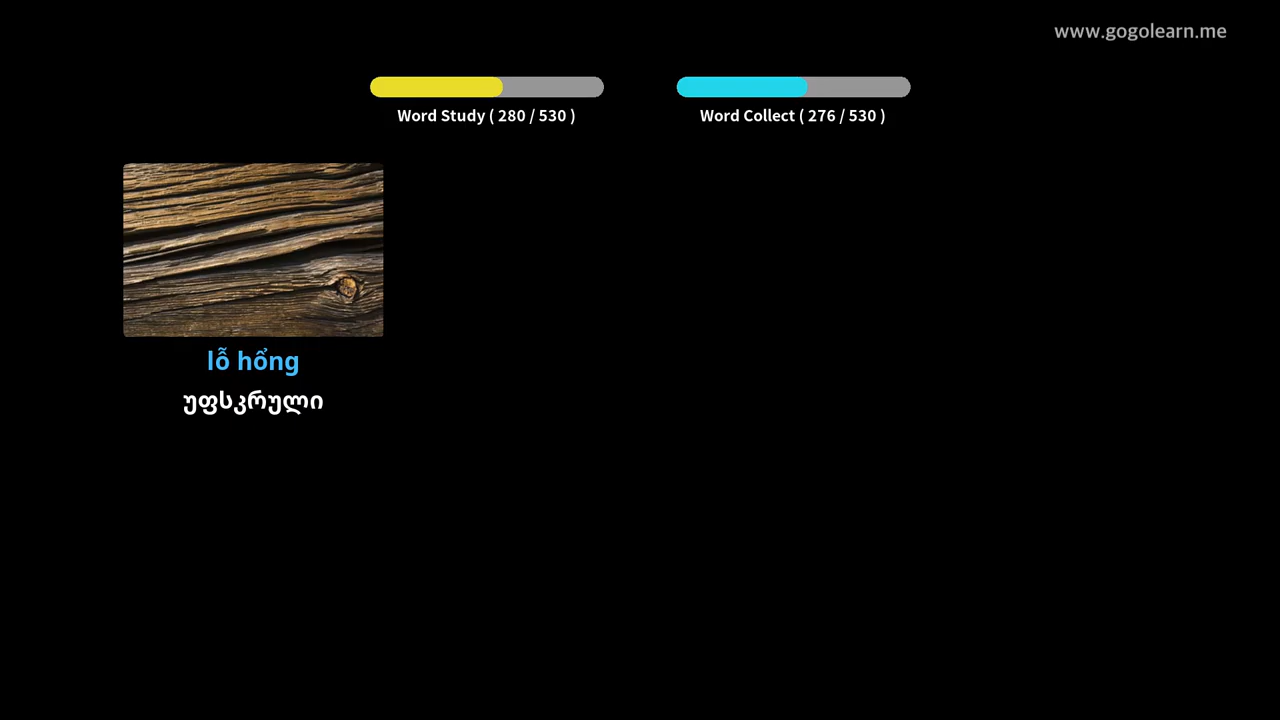 www.gogolearn.me
Word Study ( 280 / 530 )
Word Collect ( 276 / 530 )
lỗ hổng
უფსკრული